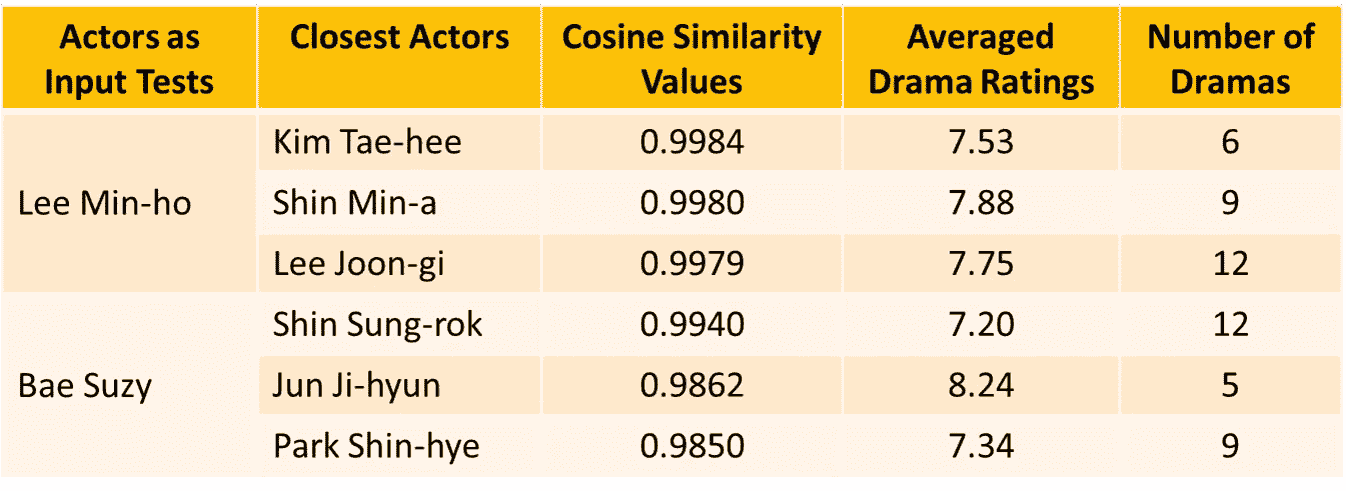 Actors as Input Tests	Closest Actors	Cosine Similarity Values	Averaged Drama Ratings	Number of Dramas
Lee Min-ho	Kim Tae-hee	0.9984	7.53	6
Shin Min-a	0.9980	7.88	9
Lee Joon-gi	0.9979	7.75	12
Bae Suzy	Shin Sung-rok	0.9940	7.20	12
Jun Ji-hyun	0.9862	8.24	5
Park Shin-hye	0.9850	7.34	9